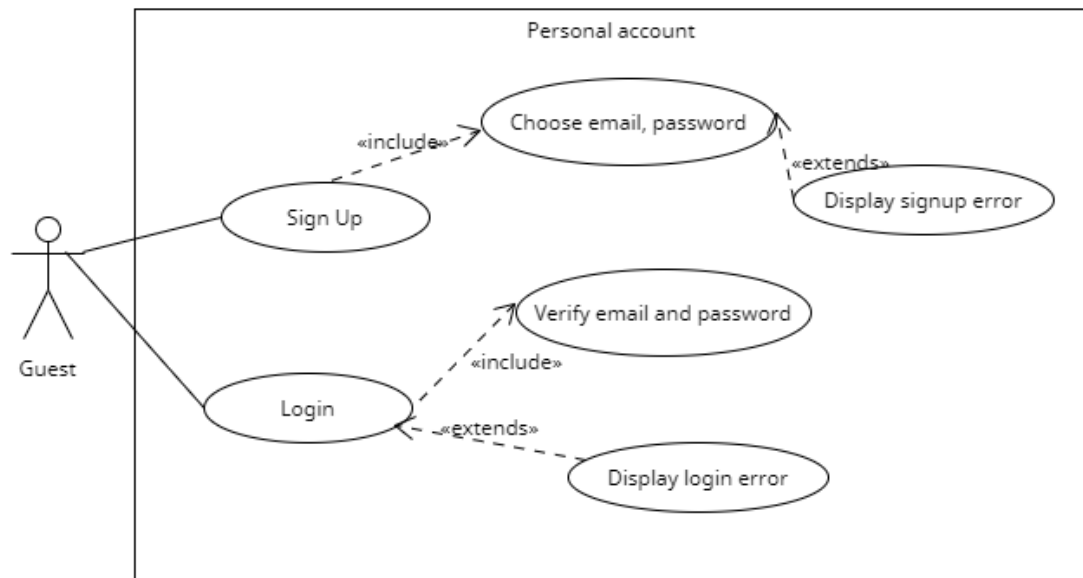 Personal account
Choose email, password
«include»
«extends»
Display signup error
Sign Up
Verify email and password
«include»
Guest
Login
«extends»
Display login error